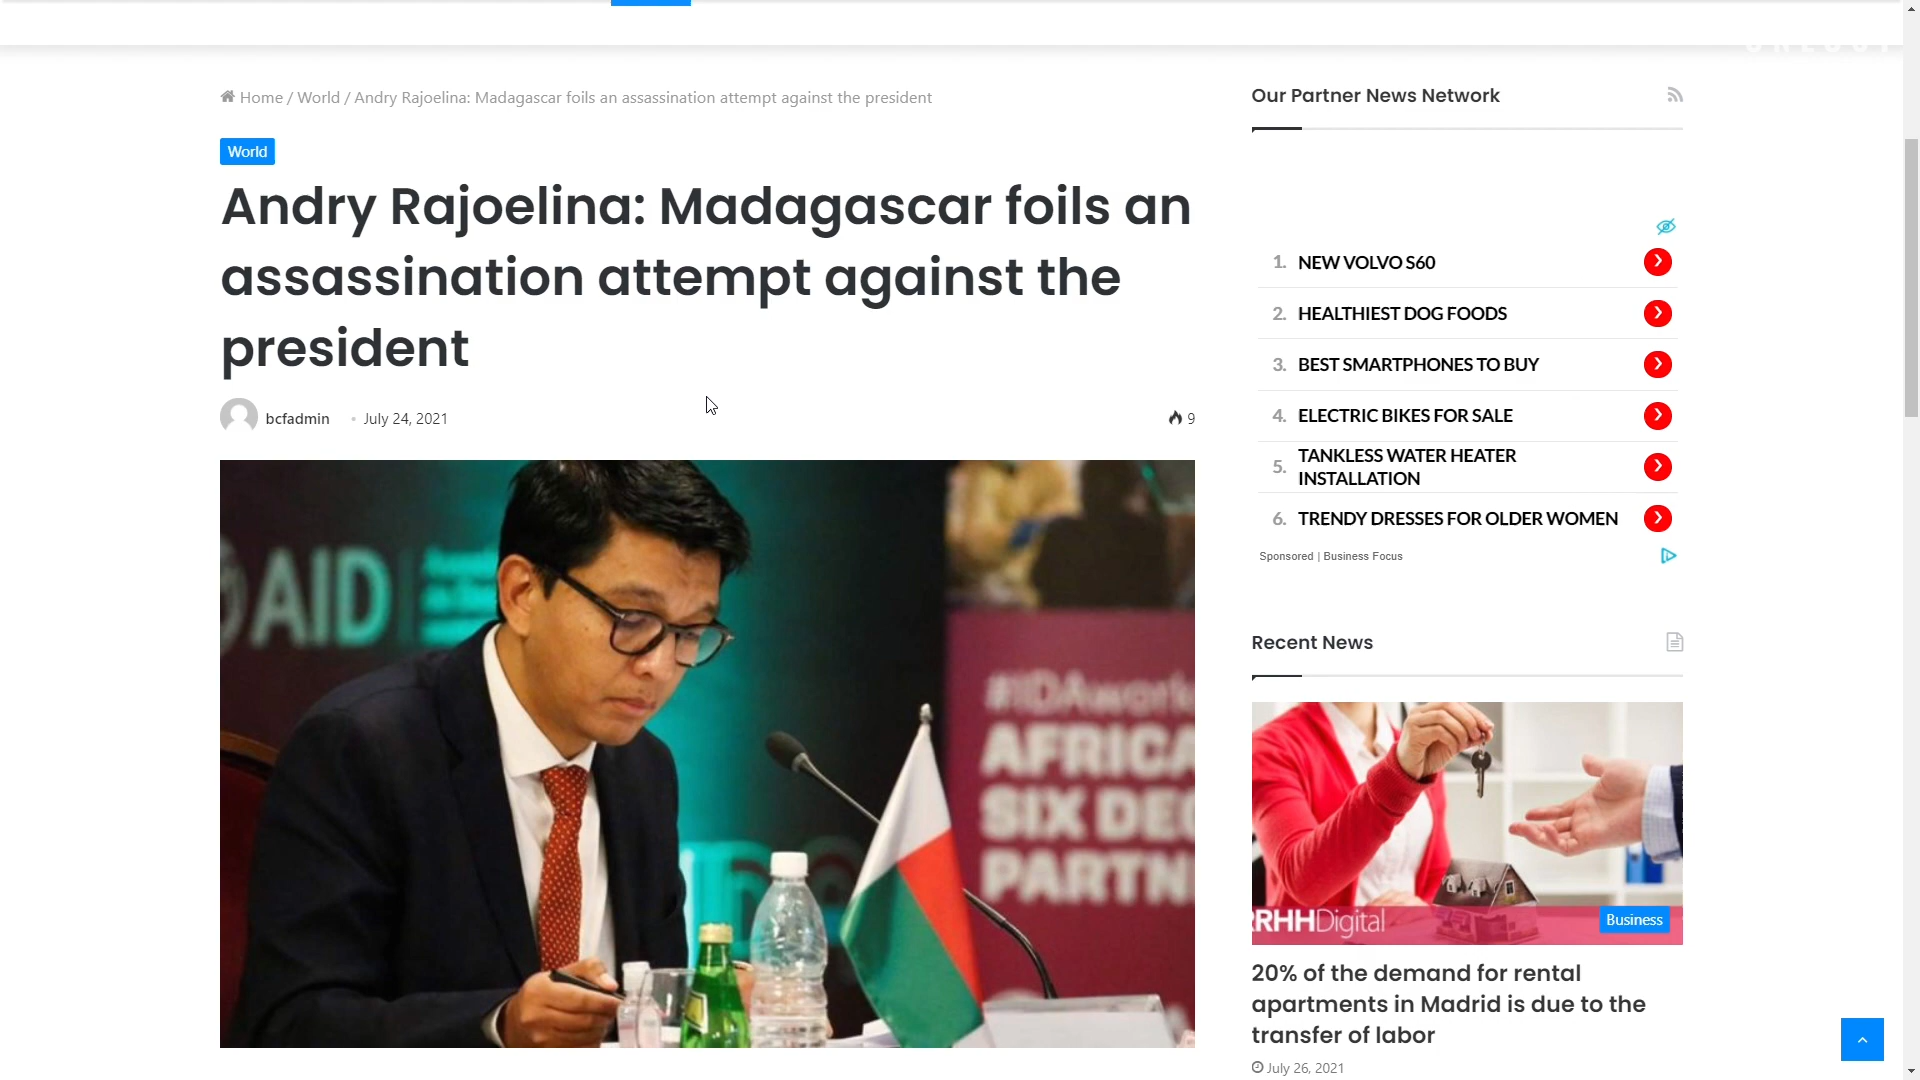 Home / World / Andry Rajoelina: Madagascar foils an assassination attempt against the president
World
Andry Rajoelina: Madagascar foils an
assassination attempt against the
president
bcfadmin
July 24, 2021
9
AID
#IDAworks
AFRICA
SIX DEC
PARTN
Our Partner News Network
1. NEW VOLVO S60
2. HEALTHIEST DOG FOODS
3. BEST SMARTPHONES TO BUY
4. ELECTRIC BIKES FOR SALE
5. TANKLESS WATER HEATER
INSTALLATION
6. TRENDY DRESSES FOR OLDER WOMEN
Sponsored | Business Focus
Recent News
RRHHDigital
Business
20% of the demand for rental
apartments in Madrid is due to the
transfer of labor
July 26, 2021